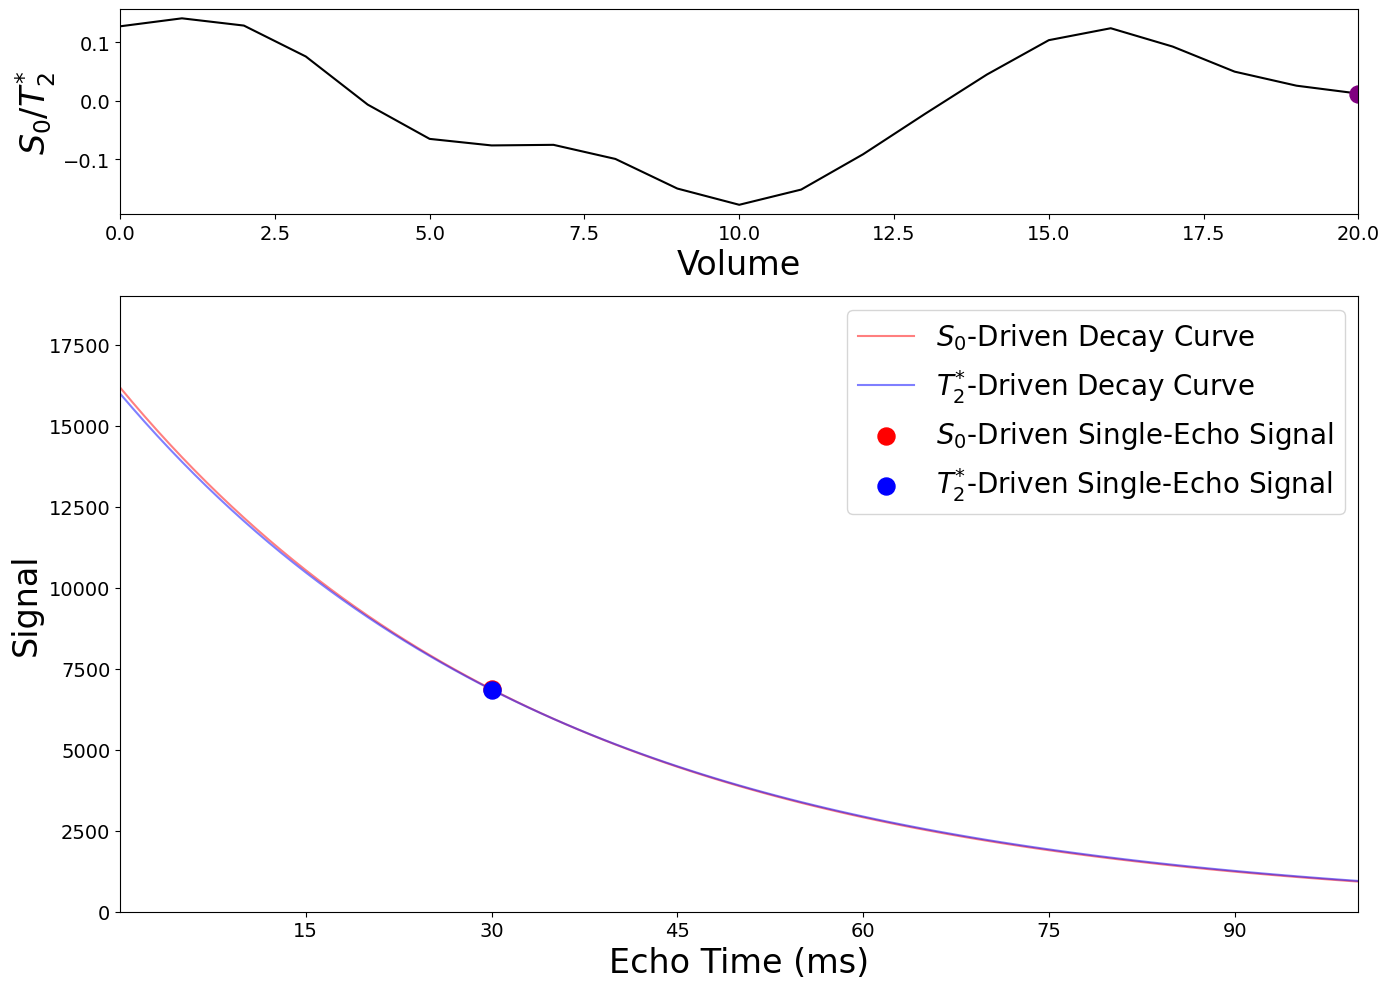 S₀/T₂*
0.1
0.0
−0.1
0.0 2.5 5.0 7.5 10.0 12.5 15.0 17.5 20.0
Volume
Signal
17500
15000
12500
10000
7500
5000
2500
0
S₀-Driven Decay Curve
T₂*-Driven Decay Curve
S₀-Driven Single-Echo Signal
T₂*-Driven Single-Echo Signal
15 30 45 60 75 90
Echo Time (ms)